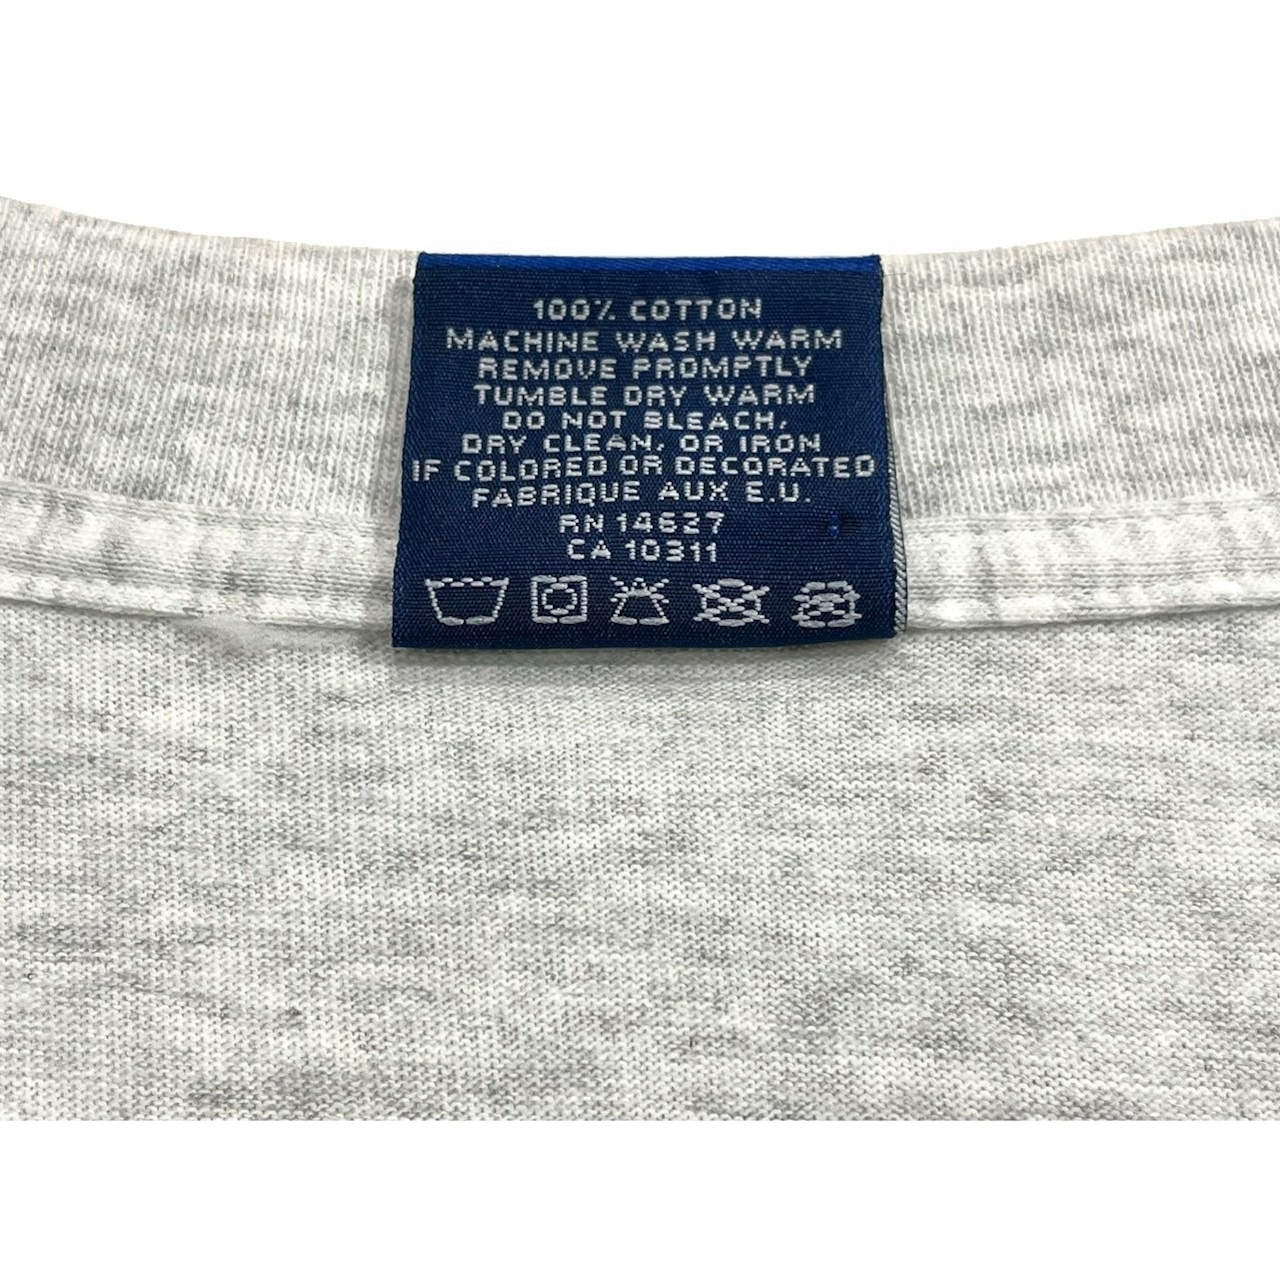 100% COTTON
MACHINE WASH WARM
REMOVE PROMPTLY
TUMBLE DRY WARM
DO NOT BLEACH,
DRY CLEAN, OR IRON
IF COLORED OR DECORATED
FABRIQUE AUX E.U.
RN 14627
CA 10311